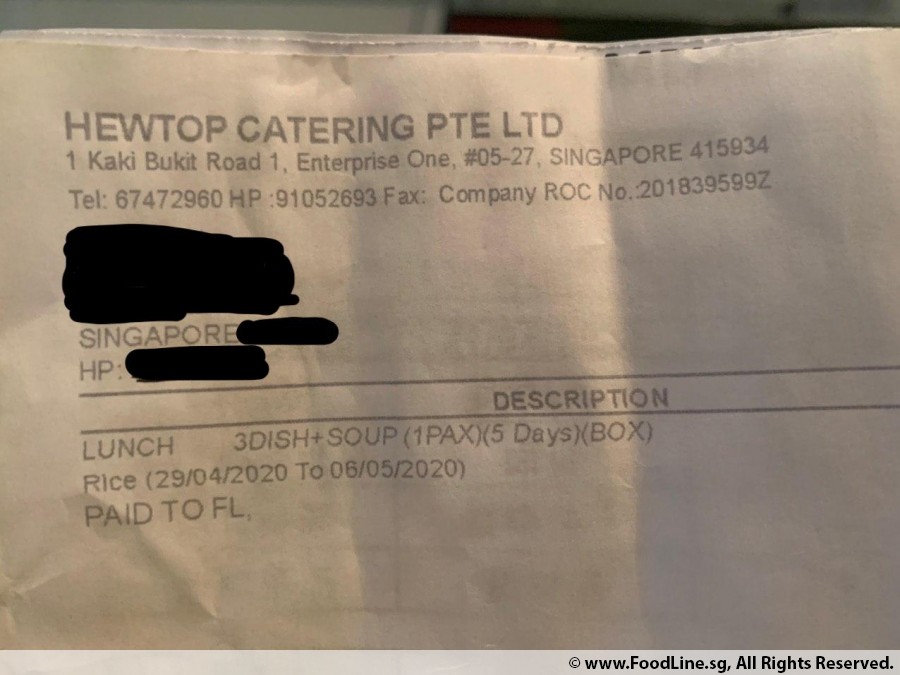 HEWTOP CATERING PTE LTD
1 Kaki Bukit Road 1, Enterprise One, #05-27, SINGAPORE 415934
Tel: 67472960 HP :91052693 Fax: Company ROC No.:201839599Z
SINGAPORE
HP:
DESCRIPTION
LUNCH 3DISH+SOUP (1PAX)(5 Days)(BOX)
Rice (29/04/2020 To 06/05/2020)
PAID TO FL,
© www.FoodLine.sg, All Rights Reserved.